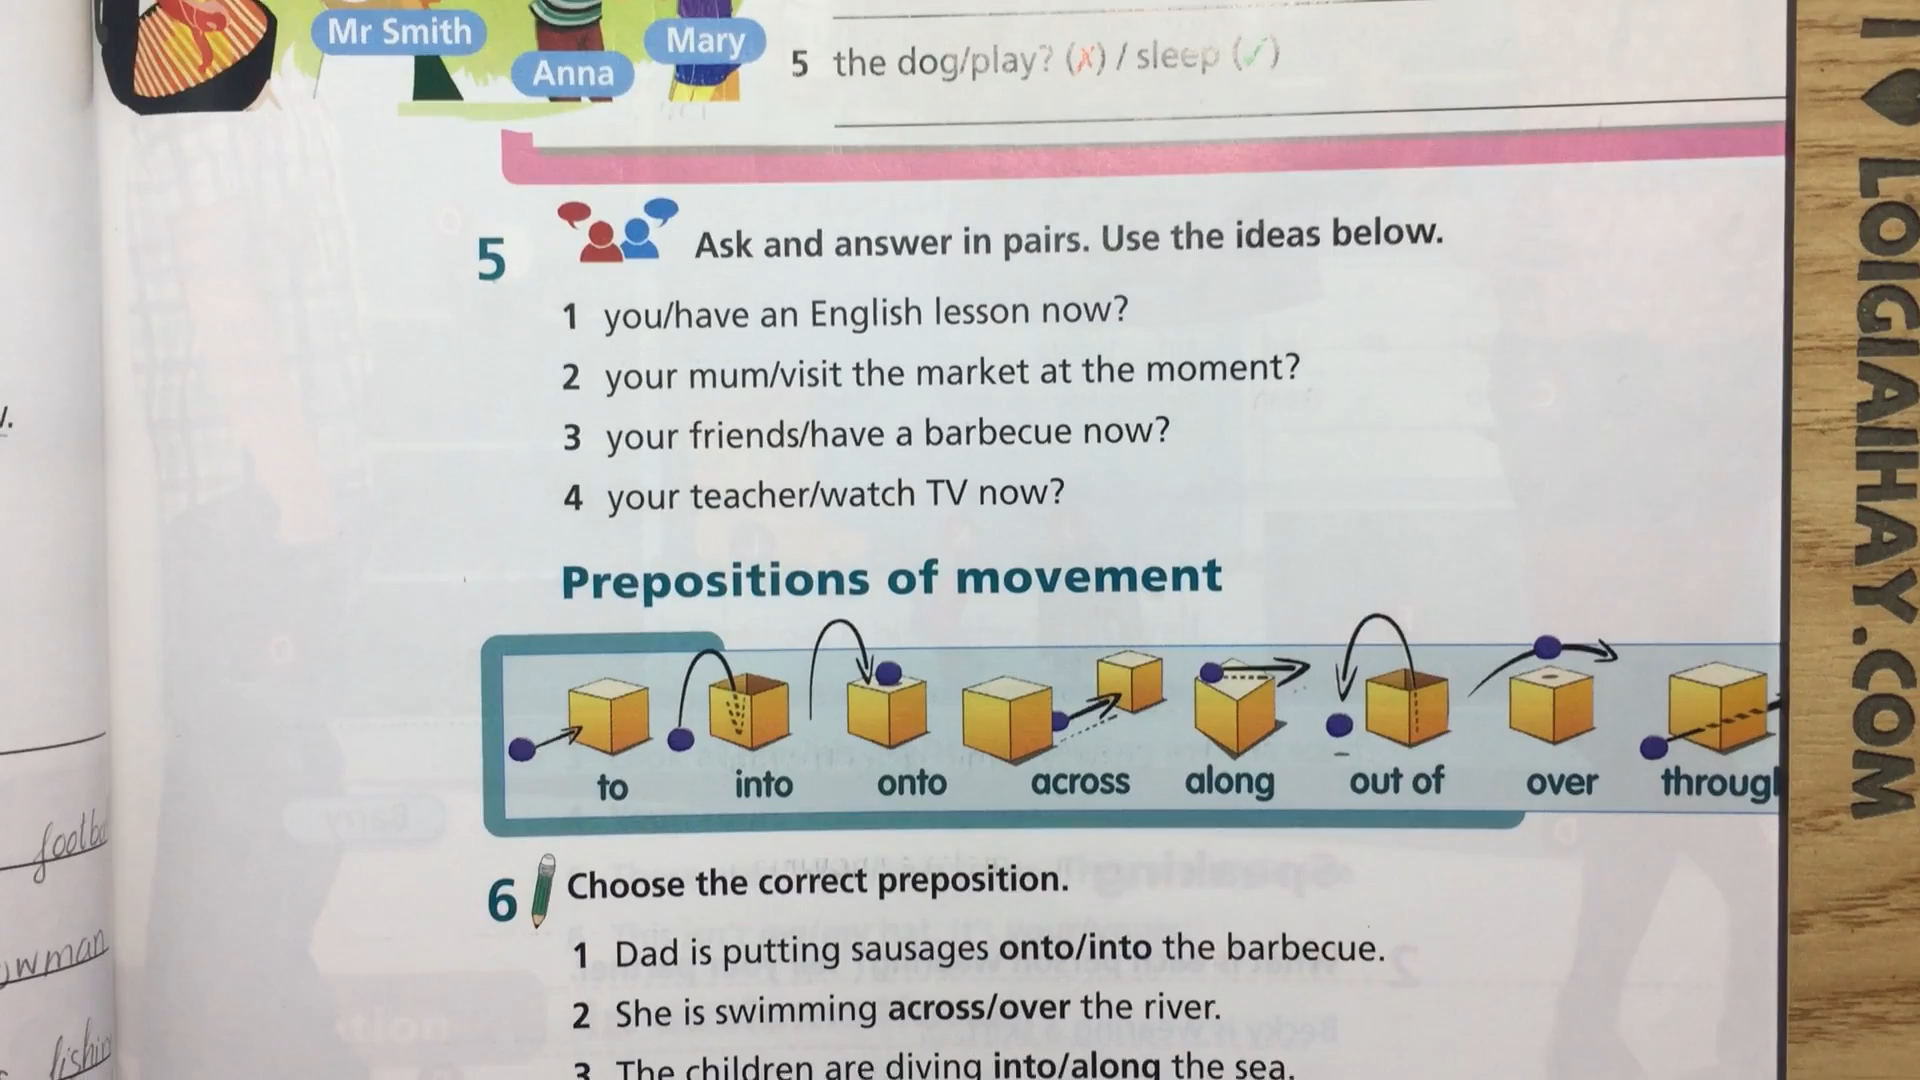 Mr Smith
Anna
Mary
5 the dog/play? (✗) / sleep (✓)
5 Ask and answer in pairs. Use the ideas below.
1 you/have an English lesson now?
2 your mum/visit the market at the moment?
3 your friends/have a barbecue now?
4 your teacher/watch TV now?
Prepositions of movement
to into onto across along out of over
6 Choose the correct preposition.
1 Dad is putting sausages onto/into the barbecue.
2 She is swimming across/over the river.
3 The children are diving into/along the sea.
LOIGIAIHAY.COM